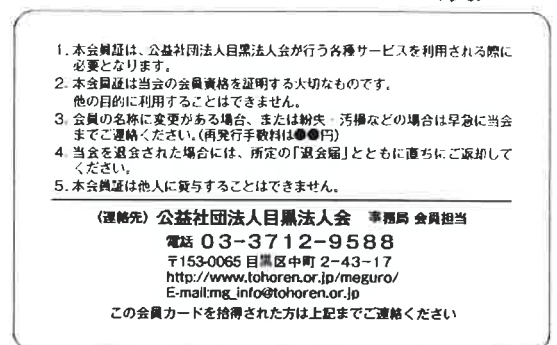 1. 本会員証は、公益社団法人目黒法人会が行う各種サービスを利用される際に
必要となります。
2. 本会員証は当会の会員資格を証明する大切なものです。
他の目的に利用することはできません。
3. 会員の名称に変更がある場合、または紛失・汚損などの場合は早急に当会
までご連絡ください。(再発行手数料は●●円)
4. 当会を退会された場合には、所定の「退会届」とともに直ちにご返却して
ください。
5. 本会員証は他人に貸与することはできません。
(連絡先) 公益社団法人目黒法人会 事務局 会員担当
電話 03-3712-9588
〒153-0065 目黒区中町 2-43-17
http://www.tohoren.or.jp/meguro/
E-mail:mg_info@tohoren.or.jp
この会員カードを拾得された方は上記までご連絡ください